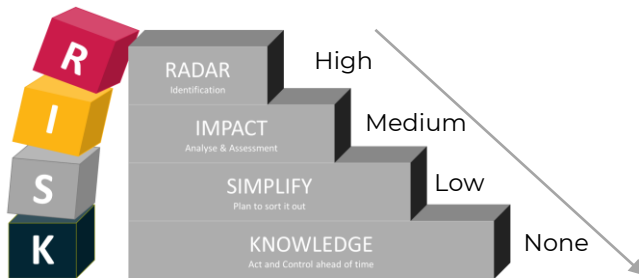 R
RADAR
Identification
High
I
IMPACT
Analyse & Assessment
Medium
S
SIMPLIFY
Plan to sort it out
Low
K
KNOWLEDGE
Act and Control ahead of time
None